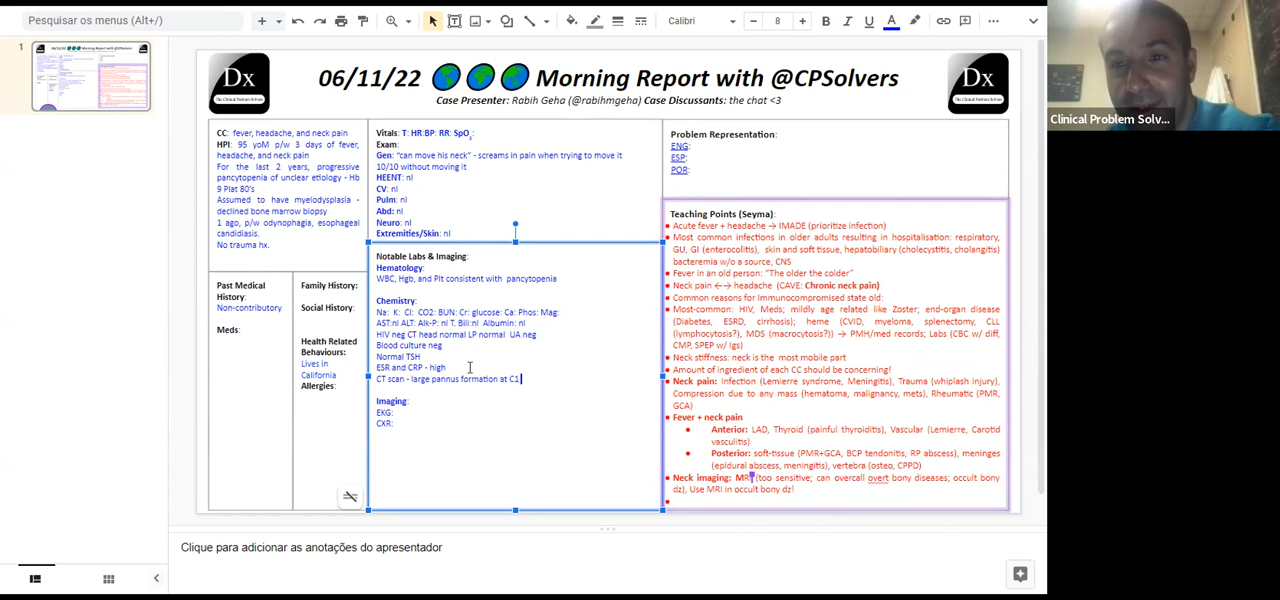 Pesquisar os menus (Alt+/)
Calibri
8
B I U A
1
Dx
The Clinical Problem Solvers
06/11/22 Morning Report with @CPSolvers
Case Presenter: Rabih Geha (@rabihmgeha) Case Discussants: the chat <3
Dx
The Clinical Problem Solvers
CC: fever, headache, and neck pain
HPI: 95 yoM p/w 3 days of fever,
headache, and neck pain
For the last 2 years, progressive
pancytopenia of unclear etiology - Hb
9 Plat 80's
Assumed to have myelodysplasia -
declined bone marrow biopsy
1 ago, p/w odynophagia, esophageal
candidiasis.
No trauma hx.
Past Medical
History:
Non-contributory
Meds:
Family History:
Social History:
Health Related
Behaviours:
Lives in
California
Allergies:
Vitals: T: HR:BP: RR: SpO2:
Exam:
Gen: "can move his neck" - screams in pain when trying to move it
10/10 without moving it
HEENT: nl
CV: nl
Pulm: nl
Abd: nl
Neuro: nl
Extremities/Skin: nl
Notable Labs & Imaging:
Hematology:
WBC, Hgb, and Plt consistent with pancytopenia
Chemistry:
Na: K: Cl: CO2: BUN: Cr: glucose: Ca: Phos: Mag:
AST:nl ALT: Alk-P: nl T. Bill:nl Albumin: nl
HIV neg CT head normal LP normal UA neg
Blood culture neg
Normal TSH
ESR and CRP - high
CT scan - large pannus formation at C1
Imaging:
EKG:
CXR:
Problem Representation:
ENG:
ESP:
POR:
Teaching Points (Seyma):
Acute fever + headache → IMADE (prioritize infection)
Most common infections in older adults resulting in hospitalisation: respiratory,
GU, GI (enterocolitis), skin and soft tissue, hepatobiliary (cholecystitis, cholangitis)
bacteremia w/o a source, CNS
Fever in an old person: "The older the colder"
Neck pain ←→ headache (CAVE: Chronic neck pain)
Common reasons for Immunocompromised state old:
Most-common: HIV, Meds; mildly age related like Zoster; end-organ disease
(Diabetes, ESRD, cirrhosis); heme (CVID, myeloma, splenectomy, CLL
(lymphocytosis?), MDS (macrocytosis?)) → PMH/med records; Labs (CBC w/ diff,
CMP, SPEP w/ Igs)
Neck stiffness: neck is the most mobile part
Amount of ingredient of each CC should be concerning!
Neck pain: Infection (Lemierre syndrome, Meningitis), Trauma (whiplash injury),
Compression due to any mass (hematoma, malignancy, mets), Rheumatic (PMR,
GCA)
Fever + neck pain
Anterior: LAD, Thyroid (painful thyroiditis), Vascular (Lemierre, Carotid
vasculitis)
Posterior: soft-tissue (PMR+GCA, BCP tendonitis, RP abscess), meninges
(epidural abscess, meningitis), vertebra (osteo, CPPD)
Neck imaging: MRI (too sensitive; can overcall overt bony diseases; occult bony
dz), Use MRI in occult bony dz!
Clique para adicionar as anotações do apresentador
Clinical Problem Solv...